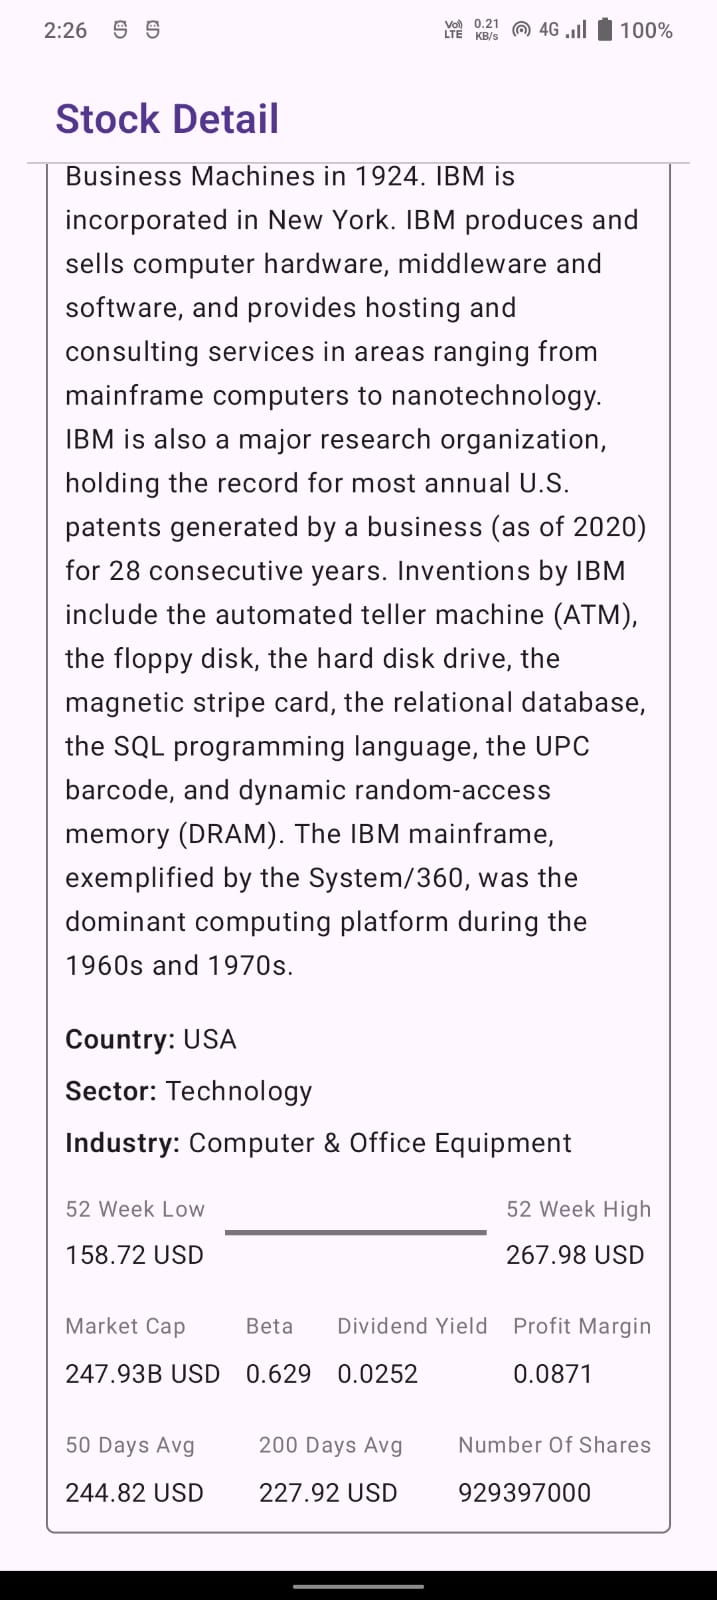 2:26
Vo) LTE 0.21 KB/s 4G 100%
Stock Detail
Business Machines in 1924. IBM is
incorporated in New York. IBM produces and
sells computer hardware, middleware and
software, and provides hosting and
consulting services in areas ranging from
mainframe computers to nanotechnology.
IBM is also a major research organization,
holding the record for most annual U.S.
patents generated by a business (as of 2020)
for 28 consecutive years. Inventions by IBM
include the automated teller machine (ATM),
the floppy disk, the hard disk drive, the
magnetic stripe card, the relational database,
the SQL programming language, the UPC
barcode, and dynamic random-access
memory (DRAM). The IBM mainframe,
exemplified by the System/360, was the
dominant computing platform during the
1960s and 1970s.
Country: USA
Sector: Technology
Industry: Computer & Office Equipment
52 Week Low 52 Week High
158.72 USD 267.98 USD
Market Cap Beta Dividend Yield Profit Margin
247.93B USD 0.629 0.0252 0.0871
50 Days Avg 200 Days Avg Number Of Shares
244.82 USD 227.92 USD 929397000